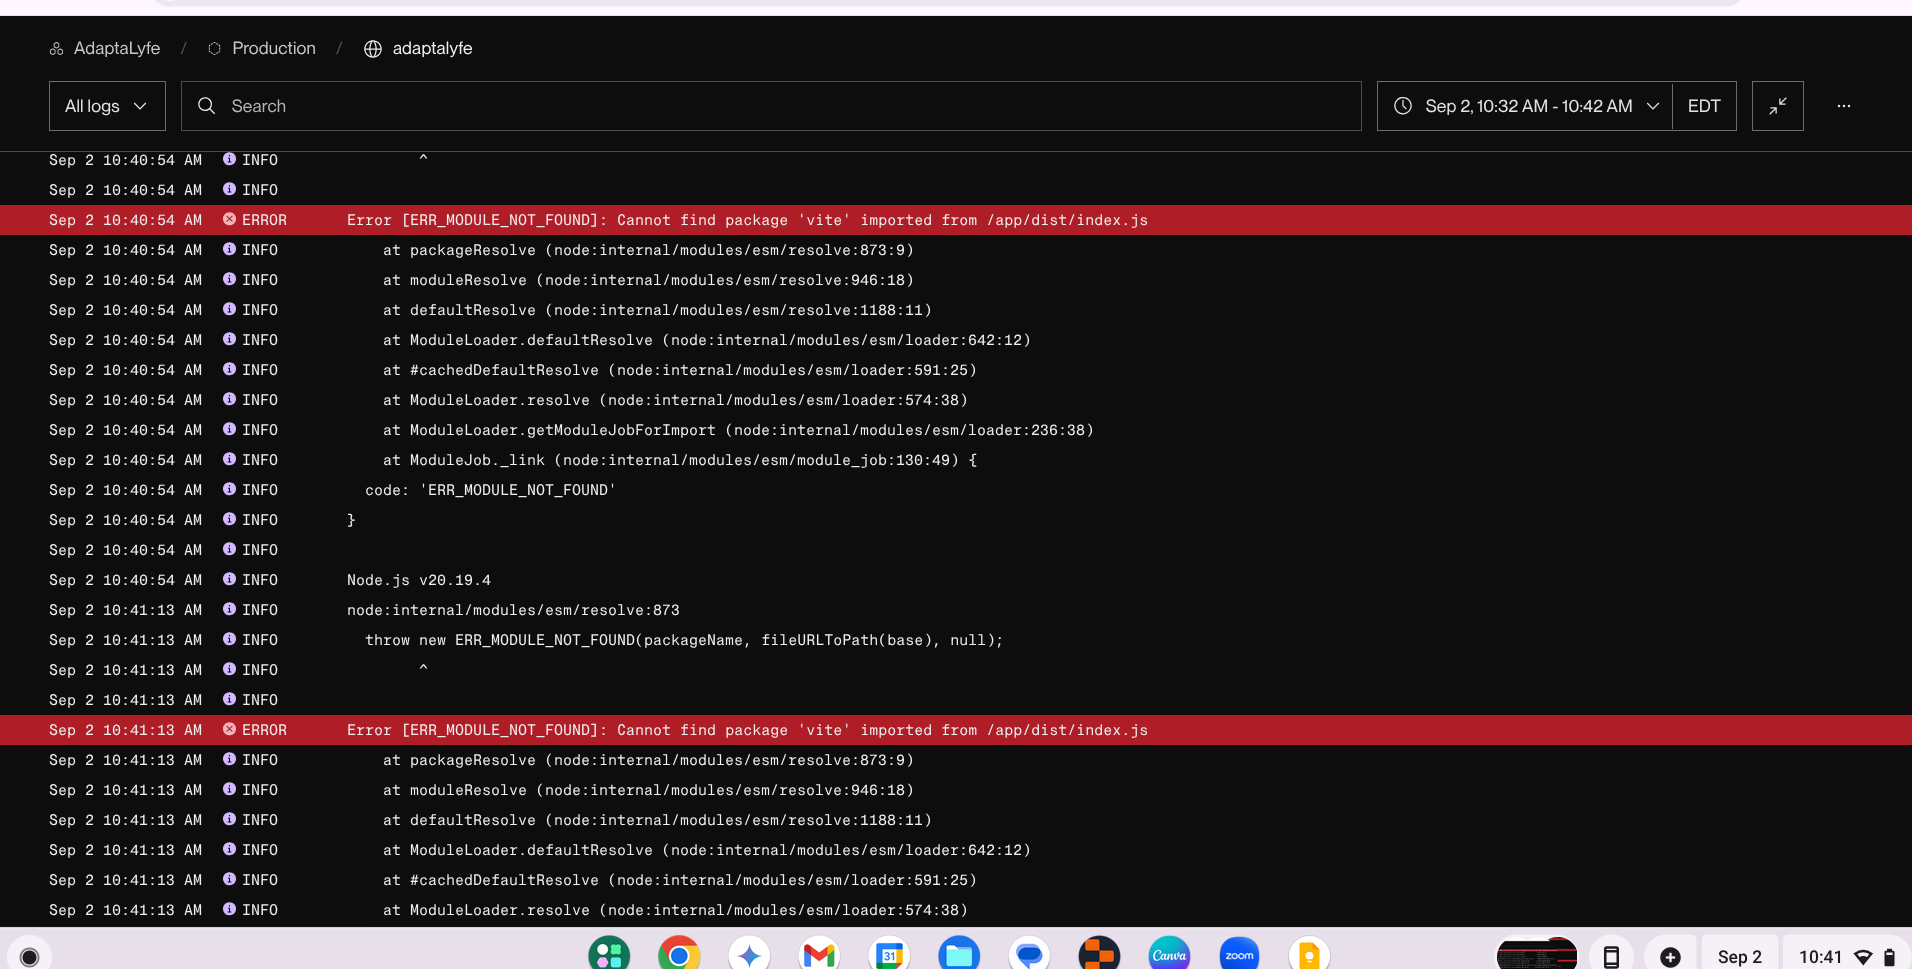 AdaptaLyfe / Production / adaptalyfe
All logs Search Sep 2, 10:32 AM - 10:42 AM EDT ...
Sep 2 10:40:54 AM INFO ^
Sep 2 10:40:54 AM INFO
Sep 2 10:40:54 AM ERROR Error [ERR_MODULE_NOT_FOUND]: Cannot find package 'vite' imported from /app/dist/index.js
Sep 2 10:40:54 AM INFO at packageResolve (node:internal/modules/esm/resolve:873:9)
Sep 2 10:40:54 AM INFO at moduleResolve (node:internal/modules/esm/resolve:946:18)
Sep 2 10:40:54 AM INFO at defaultResolve (node:internal/modules/esm/resolve:1188:11)
Sep 2 10:40:54 AM INFO at ModuleLoader.defaultResolve (node:internal/modules/esm/loader:642:12)
Sep 2 10:40:54 AM INFO at #cachedDefaultResolve (node:internal/modules/esm/loader:591:25)
Sep 2 10:40:54 AM INFO at ModuleLoader.resolve (node:internal/modules/esm/loader:574:38)
Sep 2 10:40:54 AM INFO at ModuleLoader.getModuleJobForImport (node:internal/modules/esm/loader:236:38)
Sep 2 10:40:54 AM INFO at ModuleJob._link (node:internal/modules/esm/module_job:130:49) {
Sep 2 10:40:54 AM INFO code: 'ERR_MODULE_NOT_FOUND'
Sep 2 10:40:54 AM INFO }
Sep 2 10:40:54 AM INFO
Sep 2 10:40:54 AM INFO Node.js v20.19.4
Sep 2 10:41:13 AM INFO node:internal/modules/esm/resolve:873
Sep 2 10:41:13 AM INFO throw new ERR_MODULE_NOT_FOUND(packageName, fileURLToPath(base), null);
Sep 2 10:41:13 AM INFO ^
Sep 2 10:41:13 AM INFO
Sep 2 10:41:13 AM ERROR Error [ERR_MODULE_NOT_FOUND]: Cannot find package 'vite' imported from /app/dist/index.js
Sep 2 10:41:13 AM INFO at packageResolve (node:internal/modules/esm/resolve:873:9)
Sep 2 10:41:13 AM INFO at moduleResolve (node:internal/modules/esm/resolve:946:18)
Sep 2 10:41:13 AM INFO at defaultResolve (node:internal/modules/esm/resolve:1188:11)
Sep 2 10:41:13 AM INFO at ModuleLoader.defaultResolve (node:internal/modules/esm/loader:642:12)
Sep 2 10:41:13 AM INFO at #cachedDefaultResolve (node:internal/modules/esm/loader:591:25)
Sep 2 10:41:13 AM INFO at ModuleLoader.resolve (node:internal/modules/esm/loader:574:38)
31 Canva zoom Sep 2 10:41